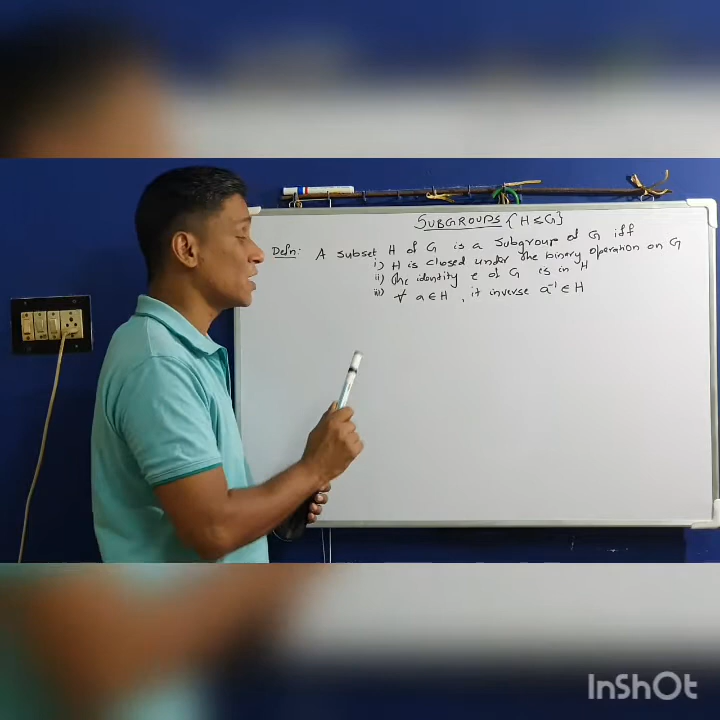 SUBGROUPS {H≤G}
Defn: A subset H of G is a Subgroup of G iff
i) H is closed under the binary operation on G
ii) The identity e of G is in H
iii) ∀ a∈H , it inverse a⁻¹∈H
InShOt